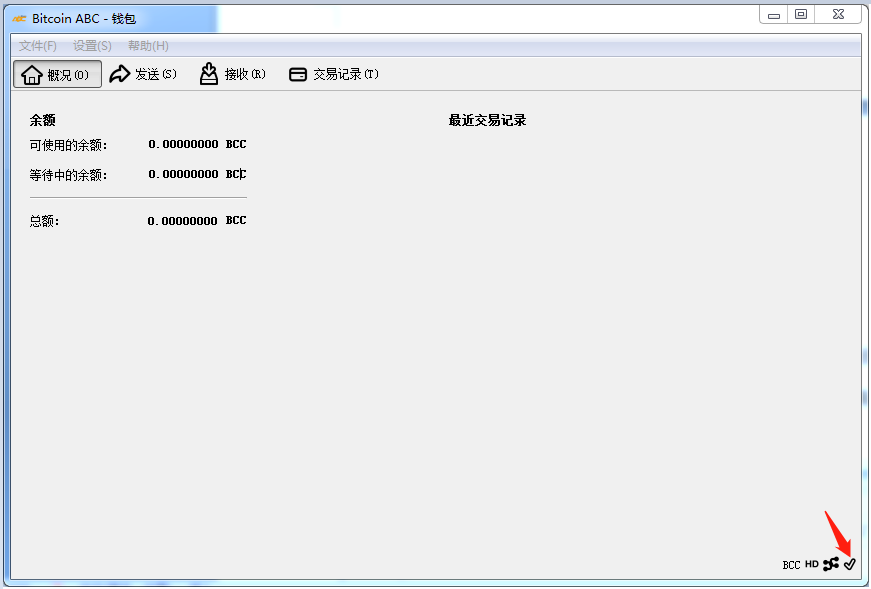 Bitcoin ABC - 钱包
文件(F) 设置(S) 帮助(H)
概况(O) 发送(S) 接收(R) 交易记录(T)
余额
可使用的余额: 0.00000000 BCC
等待中的余额: 0.00000000 BCC
总额: 0.00000000 BCC
最近交易记录
BCC HD